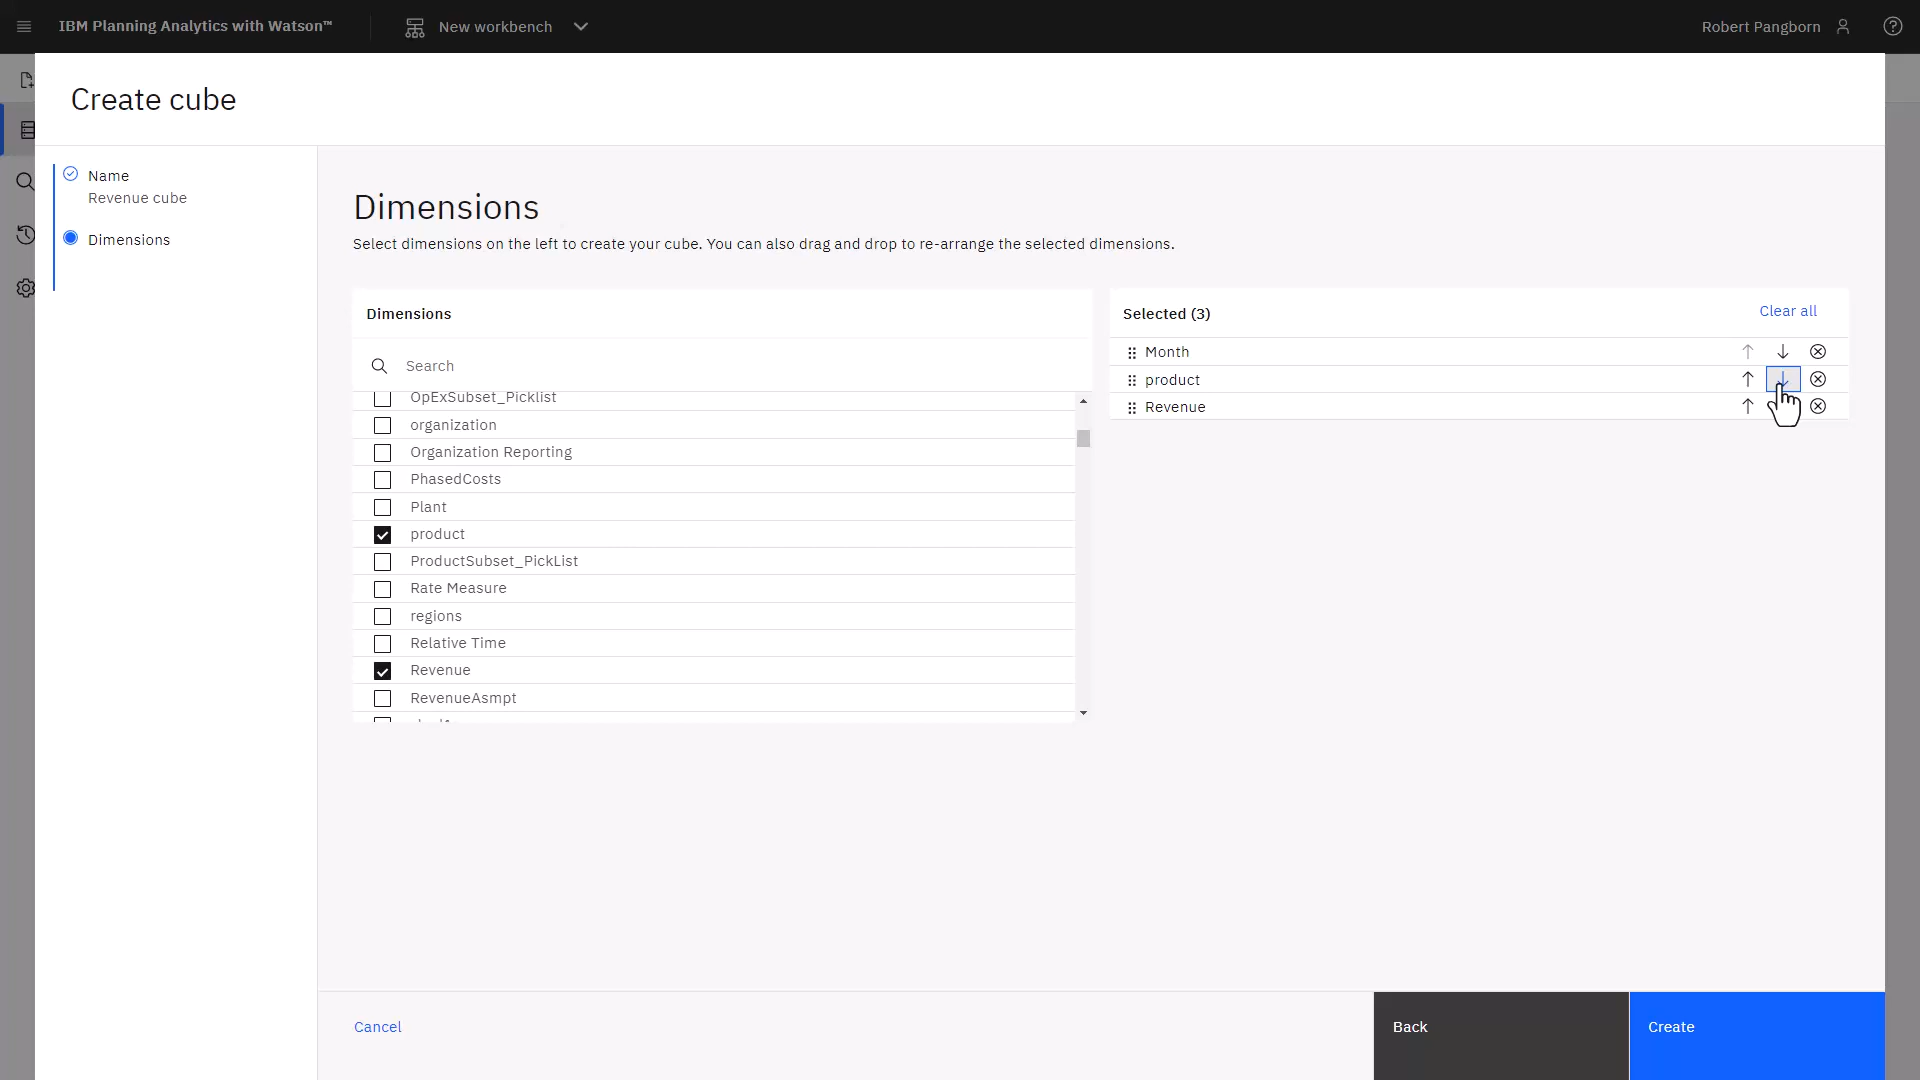 IBM Planning Analytics with Watson™
New workbench
Robert Pangborn
Create cube
Name
Revenue cube
Dimensions
Dimensions
Select dimensions on the left to create your cube. You can also drag and drop to re-arrange the selected dimensions.
Dimensions
Search
OpExSubset_Picklist
organization
Organization Reporting
PhasedCosts
Plant
product
ProductSubset_PickList
Rate Measure
regions
Relative Time
Revenue
RevenueAsmpt
Selected (3)
Clear all
Month
product
Revenue
Cancel
Back
Create